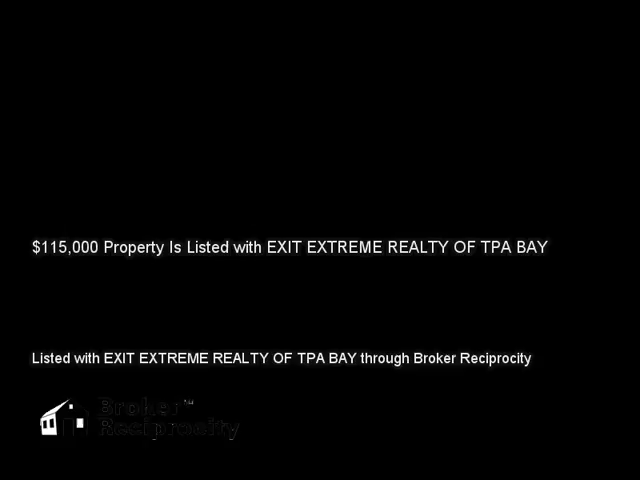 $115,000 Property Is Listed with EXIT EXTREME REALTY OF TPA BAY
Listed with EXIT EXTREME REALTY OF TPA BAY through Broker Reciprocity
Broker™
Reciprocity